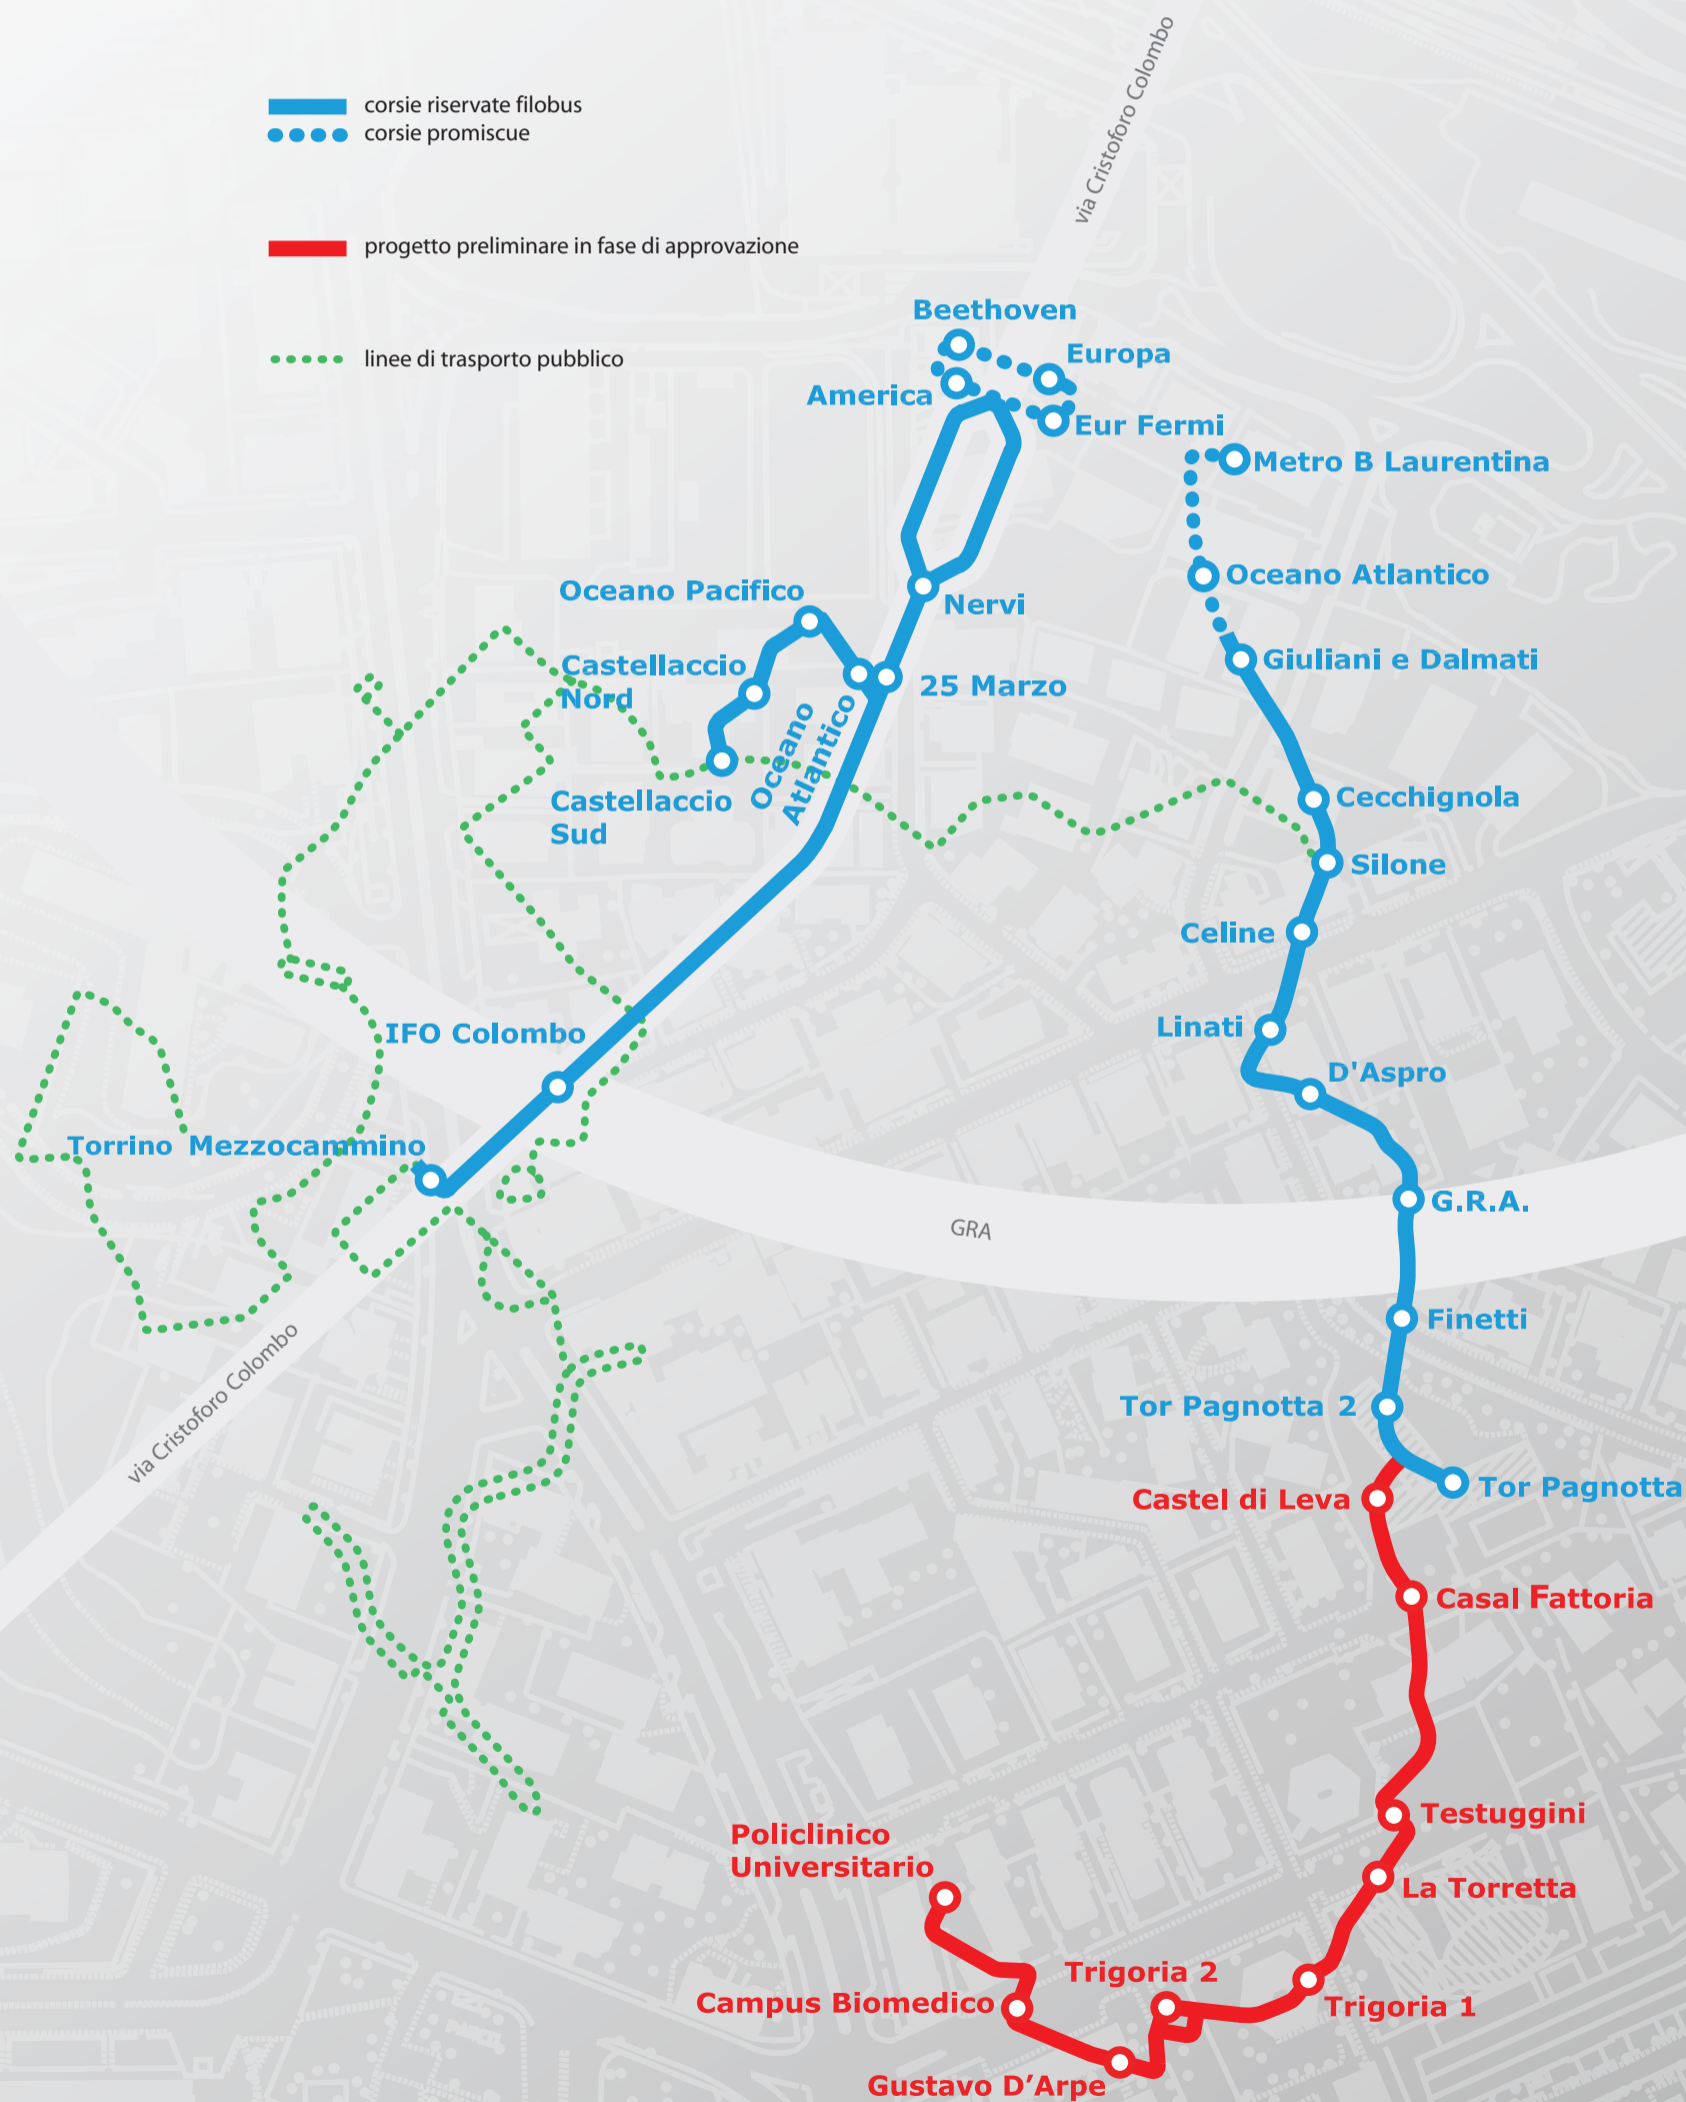 via Cristoforo Colombo
corsie riservate filobus
corsie promiscue
progetto preliminare in fase di approvazione
linee di trasporto pubblico
Beethoven
Europa
America
Eur Fermi
Metro B Laurentina
Oceano Atlantico
Oceano Pacifico
Nervi
Castellaccio
Nord
25 Marzo
Giuliani e Dalmati
Oceano
Atlantico
Castellaccio
Sud
Cecchignola
Silone
Celine
Linati
IFO Colombo
D'Aspro
Torrino Mezzocammino
G.R.A.
GRA
Finetti
via Cristoforo Colombo
Tor Pagnotta 2
Tor Pagnotta
Castel di Leva
Casal Fattoria
Testuggini
Policlinico
Universitario
La Torretta
Trigoria 2
Campus Biomedico
Trigoria 1
Gustavo D’Arpe